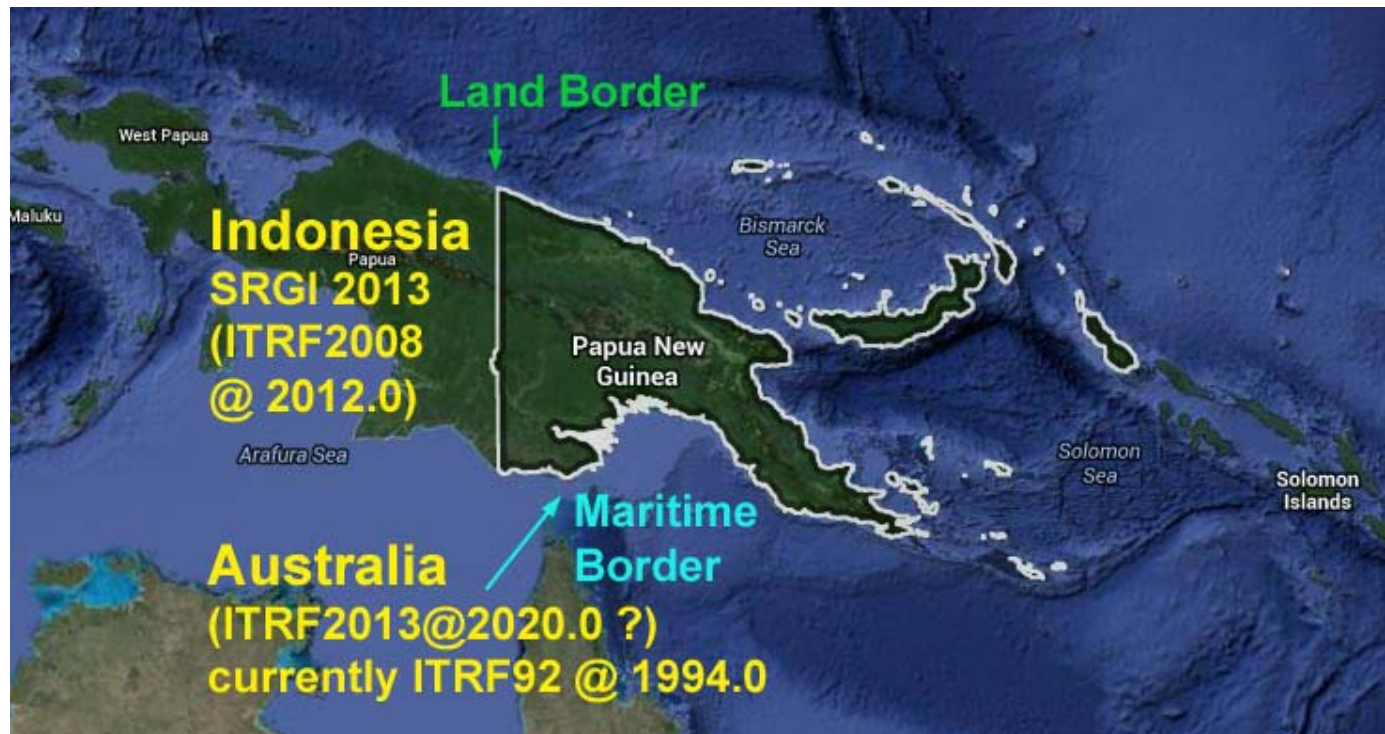 Land Border
West Papua
Maluku
Indonesia
Papua
SRGI 2013
(ITRF2008
@ 2012.0)
Bismarck
Sea
Papua New
Guinea
Arafura Sea
Solomon
Sea
Solomon
Islands
Maritime
Border
Australia
(ITRF2013@2020.0 ?)
currently ITRF92 @ 1994.0